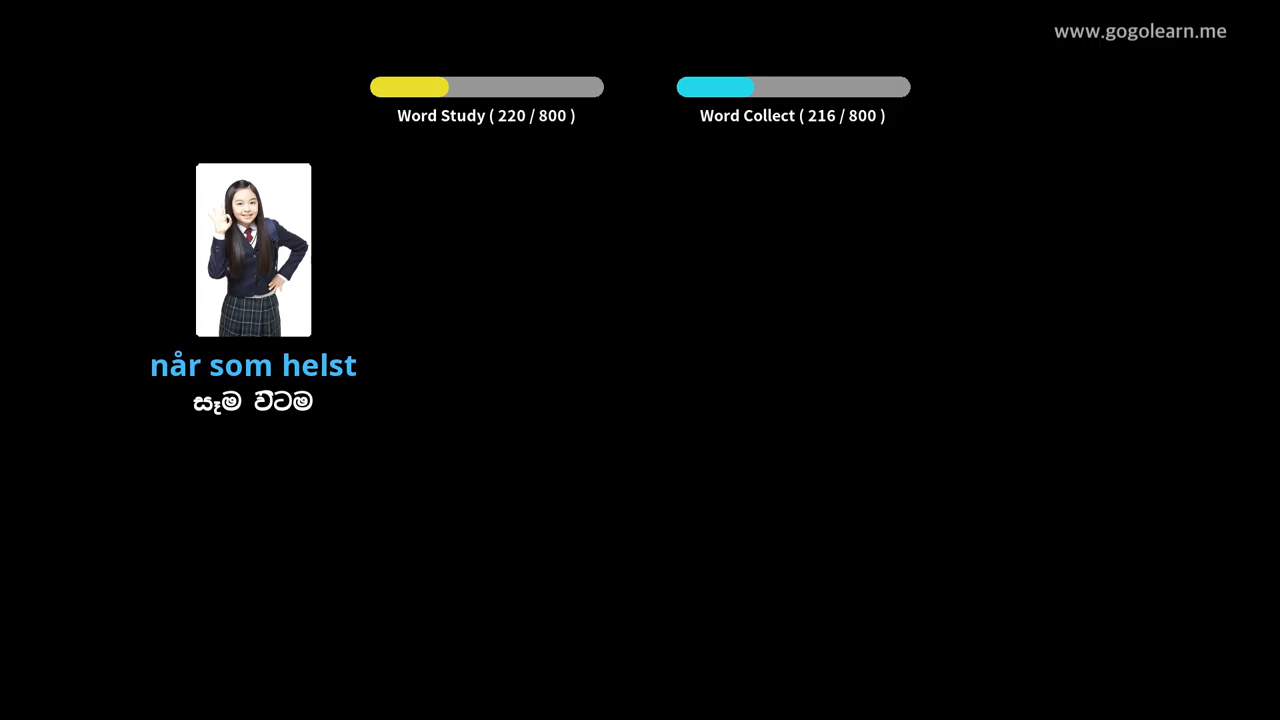 www.gogolearn.me
Word Study ( 220 / 800 )
Word Collect ( 216 / 800 )
når som helst
සෑම විටම